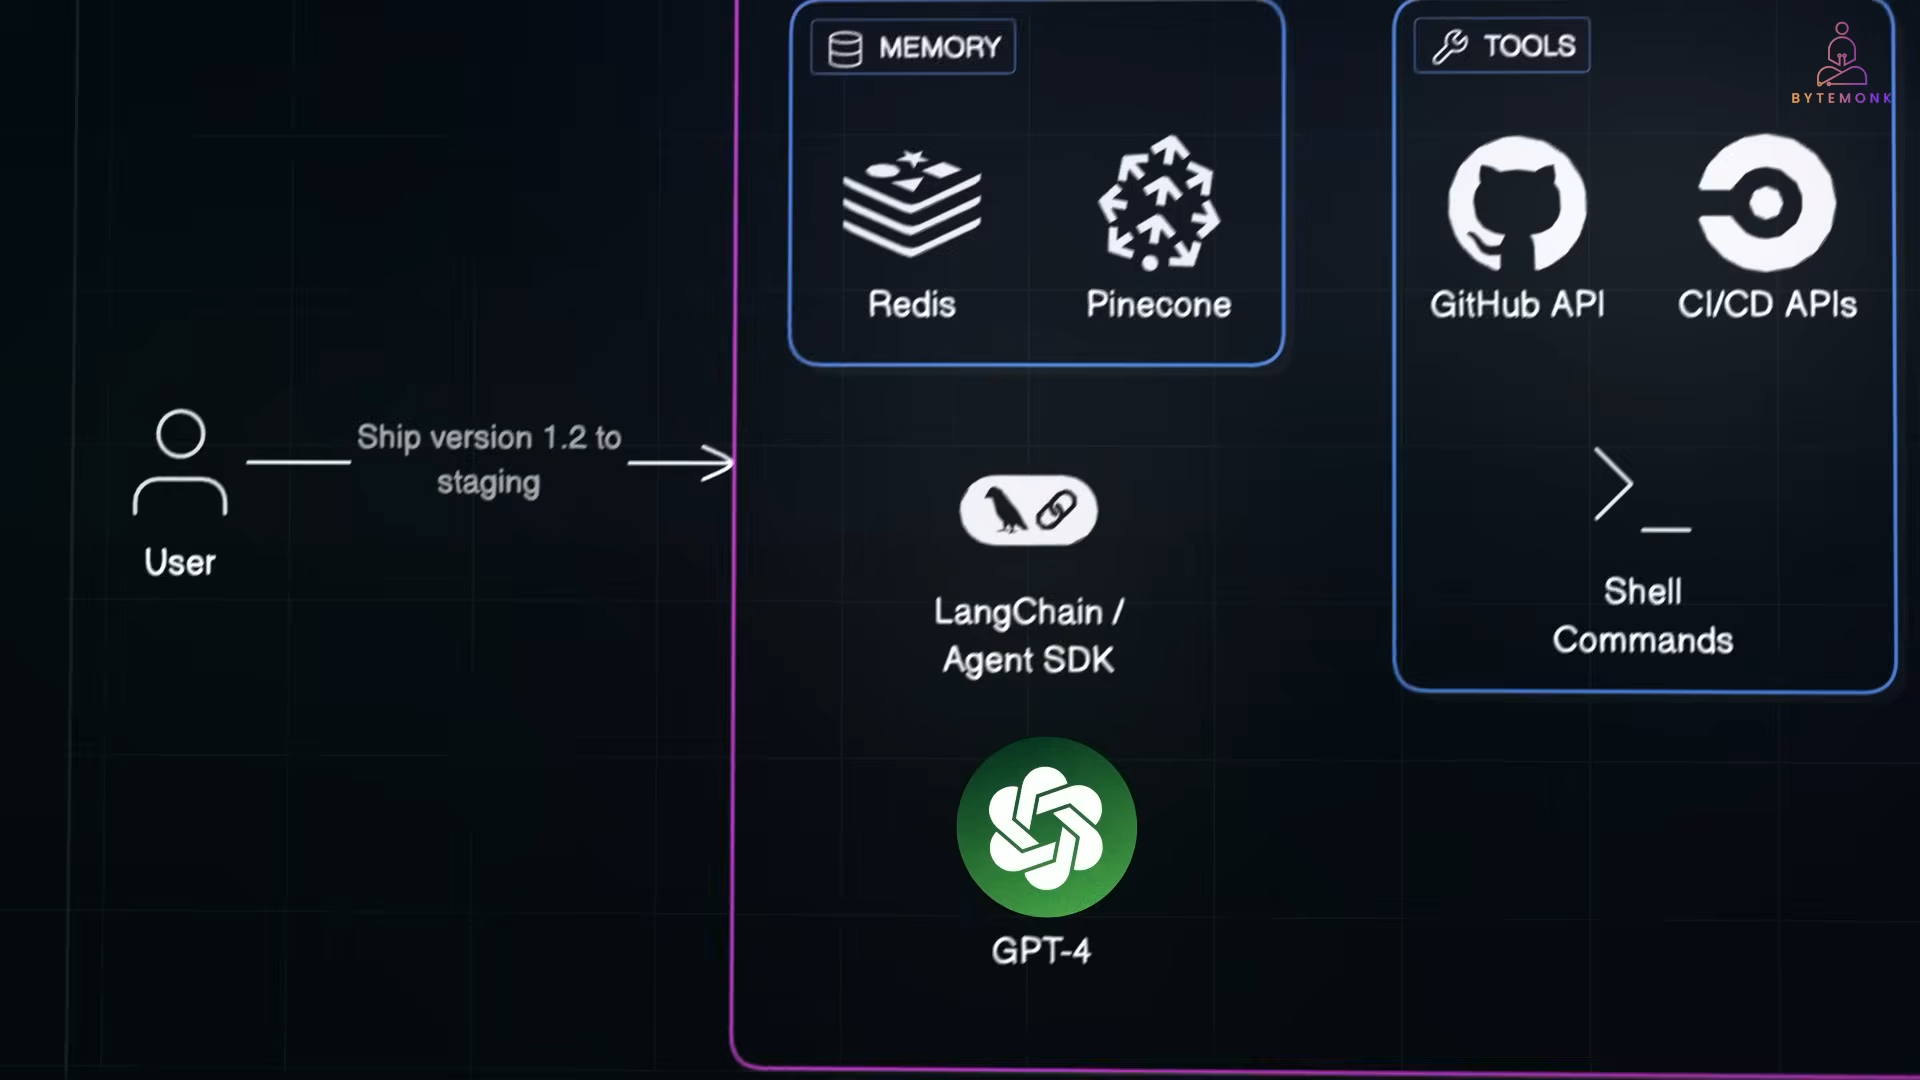 MEMORY
TOOLS
BYTEMONK
Redis
Pinecone
GitHub API
CI/CD APIs
Ship version 1.2 to
staging
User
LangChain /
Agent SDK
Shell
Commands
GPT-4